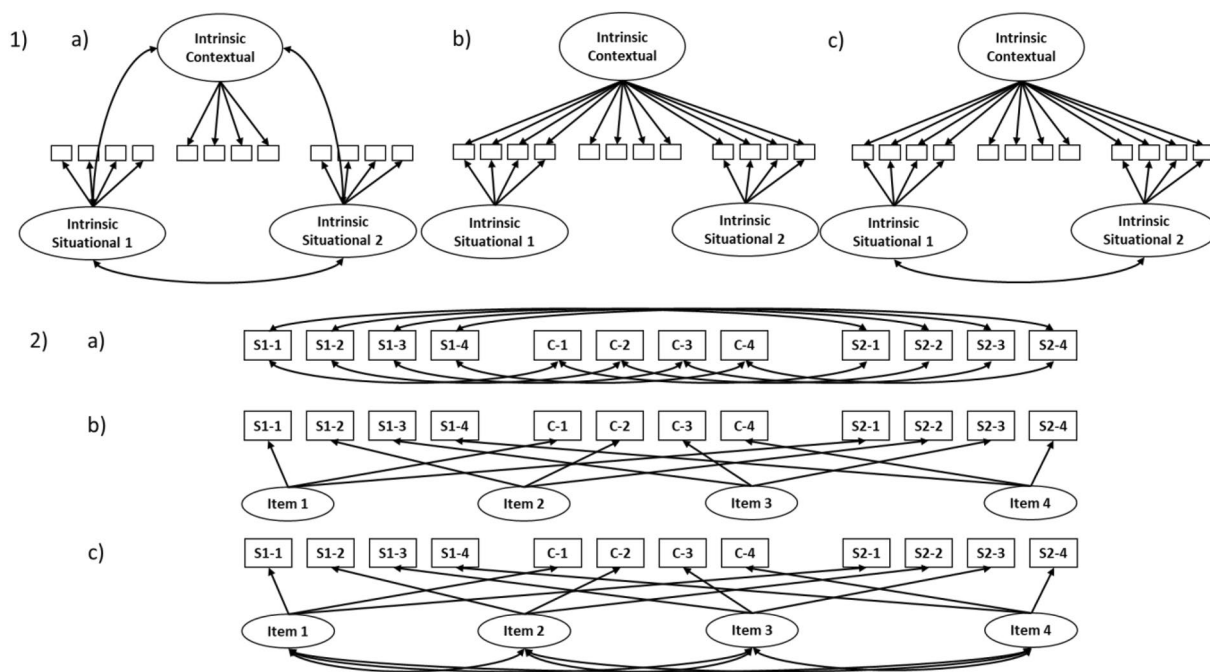 1) a) b) c)
Intrinsic
Contextual
Intrinsic
Contextual
Intrinsic
Contextual
Intrinsic
Situational 1
Intrinsic
Situational 2
Intrinsic
Situational 1
Intrinsic
Situational 2
Intrinsic
Situational 1
Intrinsic
Situational 2
2) a) S1-1 S1-2 S1-3 S1-4 C-1 C-2 C-3 C-4 S2-1 S2-2 S2-3 S2-4
b) S1-1 S1-2 S1-3 S1-4 C-1 C-2 C-3 C-4 S2-1 S2-2 S2-3 S2-4
Item 1 Item 2 Item 3 Item 4
c) S1-1 S1-2 S1-3 S1-4 C-1 C-2 C-3 C-4 S2-1 S2-2 S2-3 S2-4
Item 1 Item 2 Item 3 Item 4